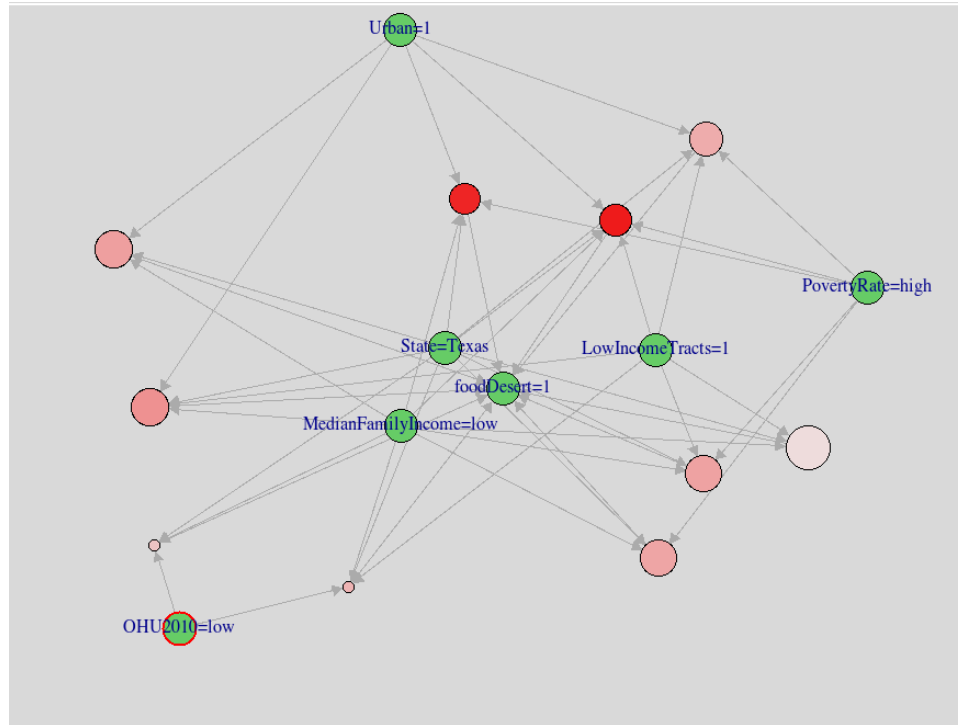 Urban=1
PovertyRate=high
State=Texas
LowIncomeTracts=1
foodDesert=1
MedianFamilyIncome=low
OHU2010=low